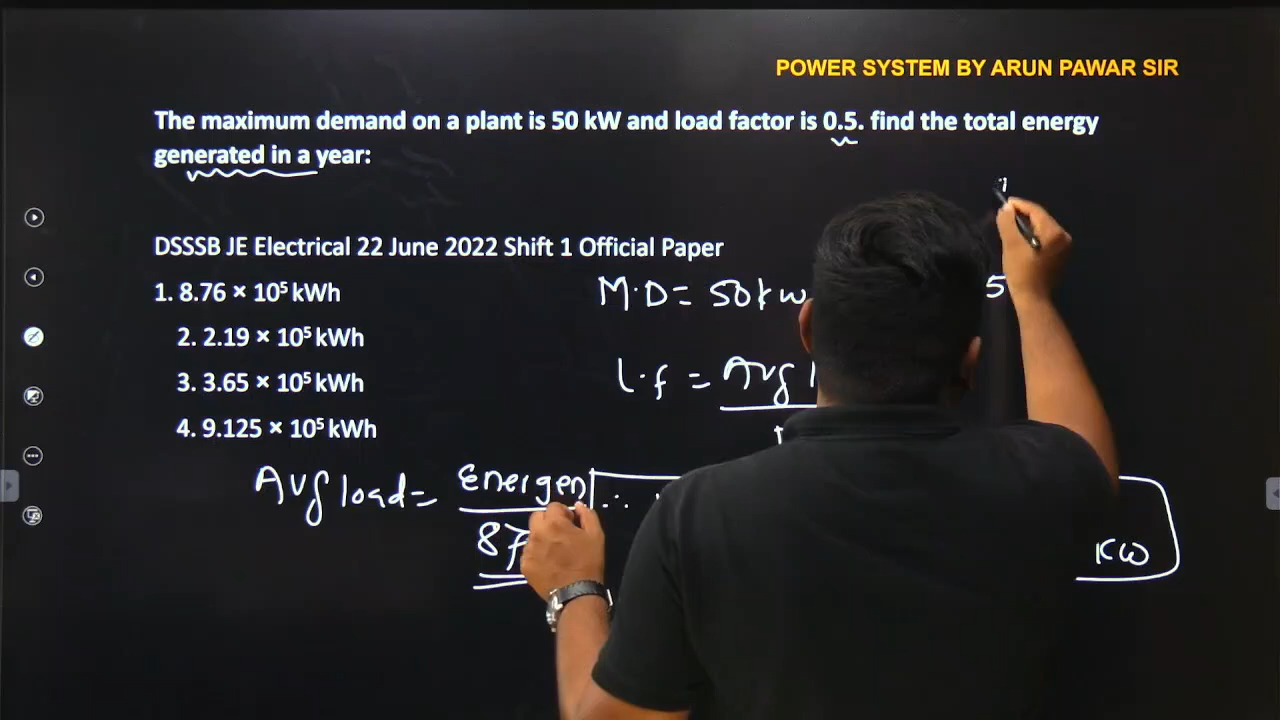 POWER SYSTEM BY ARUN PAWAR SIR
The maximum demand on a plant is 50 kW and load factor is 0.5. find the total energy
generated in a year:
DSSSB JE Electrical 22 June 2022 Shift 1 Official Paper
1. 8.76 × 10⁵ kWh
2. 2.19 × 10⁵ kWh
3. 3.65 × 10⁵ kWh
4. 9.125 × 10⁵ kWh
M.D = 50kw 5
L.f = Avg
Avg load = Energen ∴
87 KW